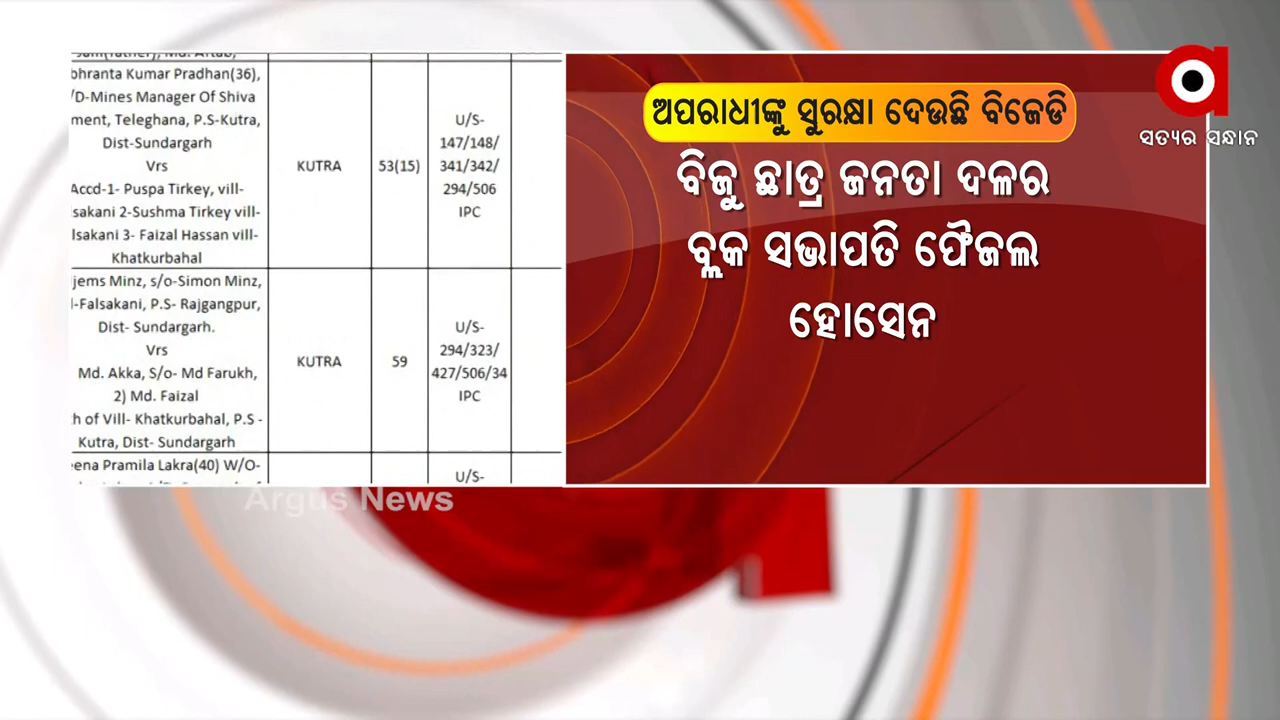 bhranta Kumar Pradhan(36),
/D-Mines Manager Of Shiva
ment, Teleghana, P.S-Kutra,
Dist-Sundargarh
Vrs
Accd-1- Puspa Tirkey, vill-
sakani 2-Sushma Tirkey vill-
lsakani 3- Faizal Hassan vill-
Khatkurbahal
KUTRA
53(15)
U/S-
147/148/
341/342/
294/506
IPC
jems Minz, s/o-Simon Minz,
l-Falsakani, P.S- Rajgangpur,
Dist- Sundargarh.
Vrs
Md. Akka, S/o- Md Farukh,
2) Md. Faizal
h of Vill- Khatkurbahal, P.S -
Kutra, Dist- Sundargarh
KUTRA
59
U/S-
294/323/
427/506/34
IPC
eena Pramila Lakra(40) W/O-
U/S-
ଅପରାଧୀଙ୍କୁ ସୁରକ୍ଷା ଦେଉଛି ବିଜେଡି
ବିଜୁ ଛାତ୍ର ଜନତା ଦଳର
ବ୍ଲକ ସଭାପତି ଫୈଜଲ
ହୋସେନ
a
ସତ୍ୟର ସନ୍ଧାନ
Argus News